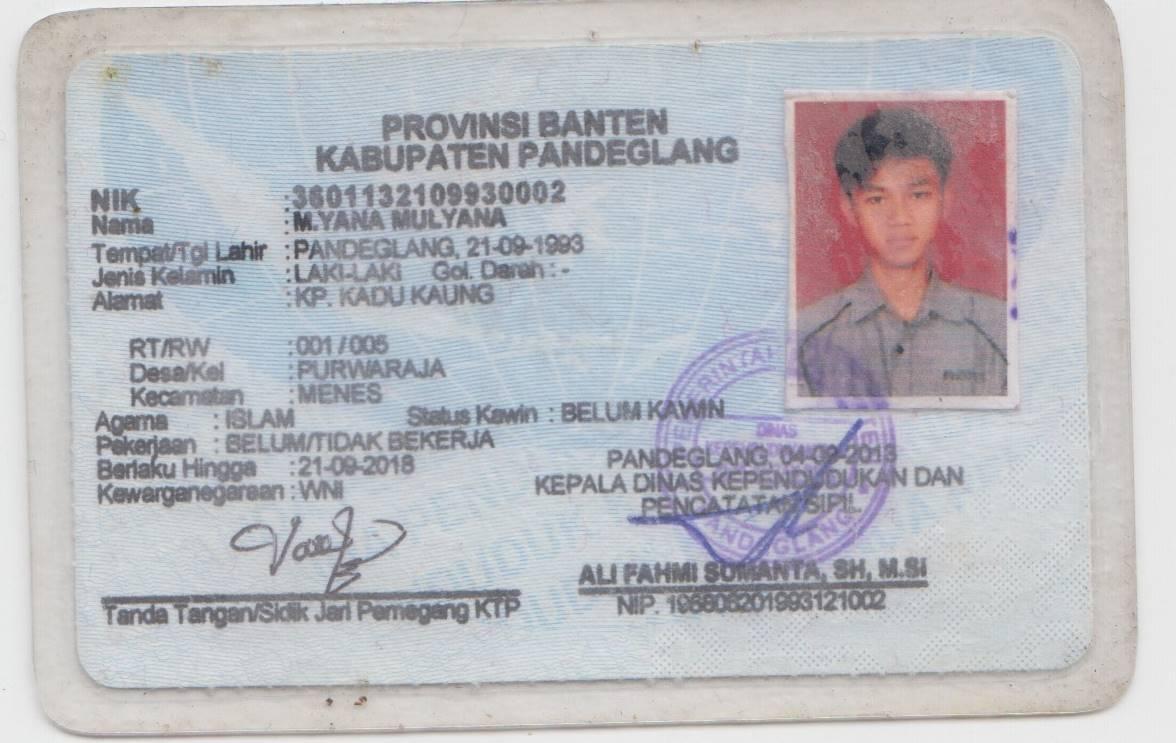 PROVINSI BANTEN
KABUPATEN PANDEGLANG
NIK :3601132109930002
Nama : M.YANA MULYANA
Tempat/Tgl Lahir : PANDEGLANG, 21-09-1993
Jenis Kelamin : LAKI-LAKI Gol. Darah : -
Alamat : KP. KADU KAUNG
RT/RW : 001 / 005
Desa/Kel : PURWARAJA
Kecamatan : MENES
Agama : ISLAM Status Kawin : BELUM KAWIN
Pekerjaan : BELUM/TIDAK BEKERJA
Berlaku Hingga : 21-09-2018
Kewarganegaraan : WNI
PANDEGLANG, 04-09-2013
KEPALA DINAS KEPENDUDUKAN DAN
PENCATATAN SIPIL
ALI FAHMI SUMANTA, SH, M.Si
NIP. 196808201993121002
Tanda Tangan/Sidik Jari Pemegang KTP
DINAS
PANDEGLANG